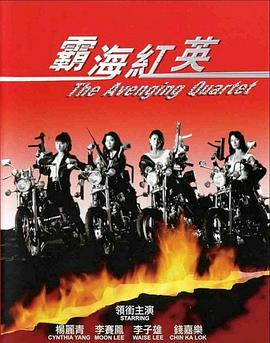 霸海紅英
The Avenging Quartet
領銜主演
STARRING
楊麗青 李賽鳳 李子雄 錢嘉樂
CYNTHIA YANG MOON LEE WAISE LEE CHIN KA LOK